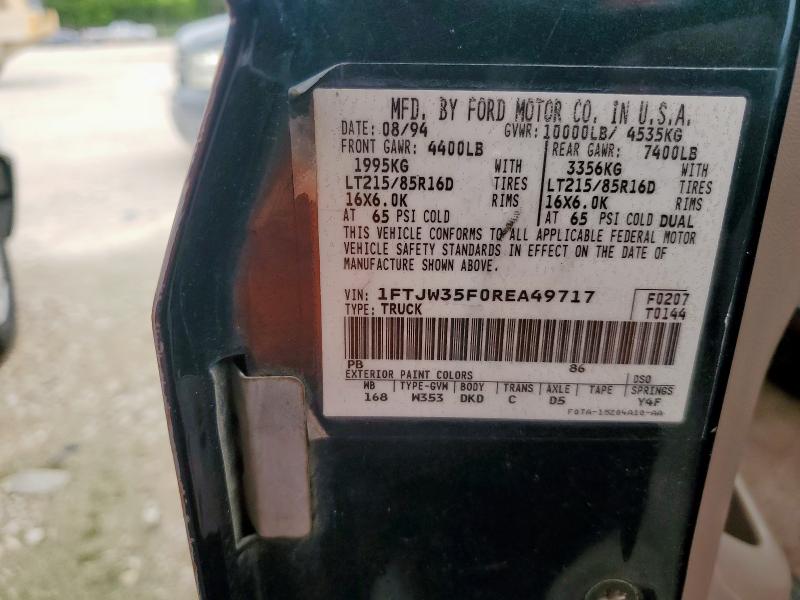 MFD. BY FORD MOTOR CO. IN U.S.A.
DATE: 08/94 GVWR: 10000LB/ 4535KG
FRONT GAWR: 4400LB REAR GAWR: 7400LB
1995KG WITH 3356KG WITH
LT215/85R16D TIRES LT215/85R16D TIRES
16X6.0K RIMS 16X6.0K RIMS
AT 65 PSI COLD AT 65 PSI COLD DUAL
THIS VEHICLE CONFORMS TO ALL APPLICABLE FEDERAL MOTOR
VEHICLE SAFETY STANDARDS IN EFFECT ON THE DATE OF
MANUFACTURE SHOWN ABOVE.
VIN: 1FTJW35F0REA49717 F0207
TYPE: TRUCK T0144
PB 86
EXTERIOR PAINT COLORS DSO
WB TYPE-GVW BODY TRANS AXLE TAPE SPRINGS
168 W353 DKD C D5 Y4F
F0TA-15204A10-AA